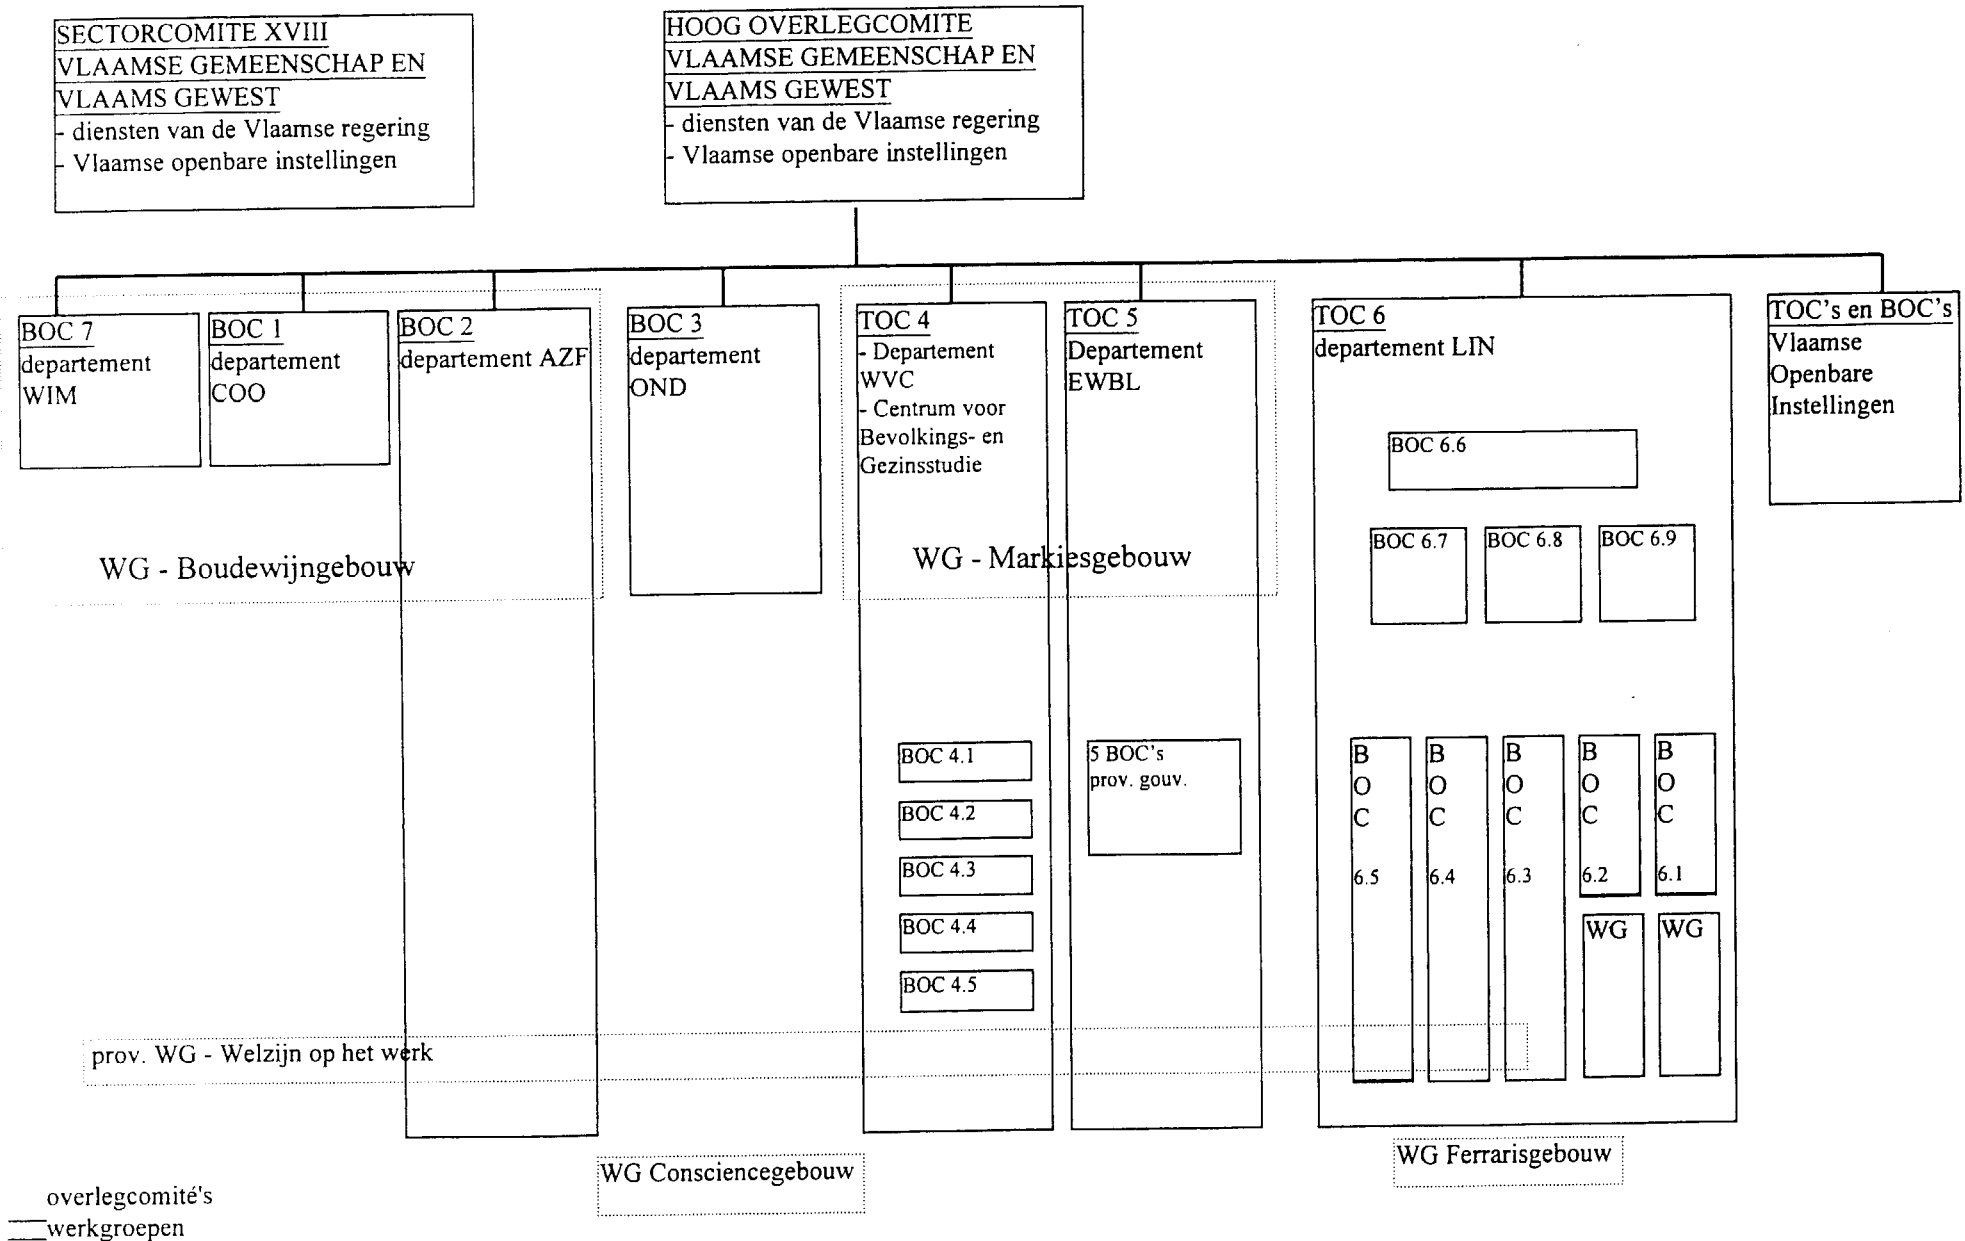 SECTORCOMITE XVIII
VLAAMSE GEMEENSCHAP EN
VLAAMS GEWEST
- diensten van de Vlaamse regering
- Vlaamse openbare instellingen
HOOG OVERLEGCOMITE
VLAAMSE GEMEENSCHAP EN
VLAAMS GEWEST
- diensten van de Vlaamse regering
- Vlaamse openbare instellingen
BOC 7
departement
WIM
BOC 1
departement
COO
BOC 2
departement AZF
BOC 3
departement
OND
TOC 4
- Departement
WVC
- Centrum voor
Bevolkings- en
Gezinsstudie
TOC 5
Departement
EWBL
TOC 6
departement LIN
TOC's en BOC's
Vlaamse
Openbare
Instellingen
BOC 6.6
BOC 6.7
BOC 6.8
BOC 6.9
WG - Boudewijngebouw
WG - Markiesgebouw
BOC 4.1
BOC 4.2
BOC 4.3
BOC 4.4
BOC 4.5
5 BOC's
prov. gouv.
B
O
C
6.5
B
O
C
6.4
B
O
C
6.3
B
O
C
6.2
B
O
C
6.1
WG
WG
prov. WG - Welzijn op het werk
WG Consciencegebouw
WG Ferrarisgebouw
overlegcomité's
werkgroepen